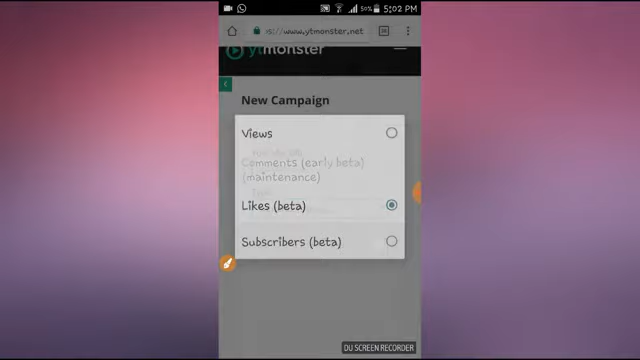 50% 5:02 PM
s://www.ytmonster.net
ytmonster
New Campaign
Views
Comments (early beta)
(maintenance)
Likes (beta)
Subscribers (beta)
DU SCREEN RECORDER